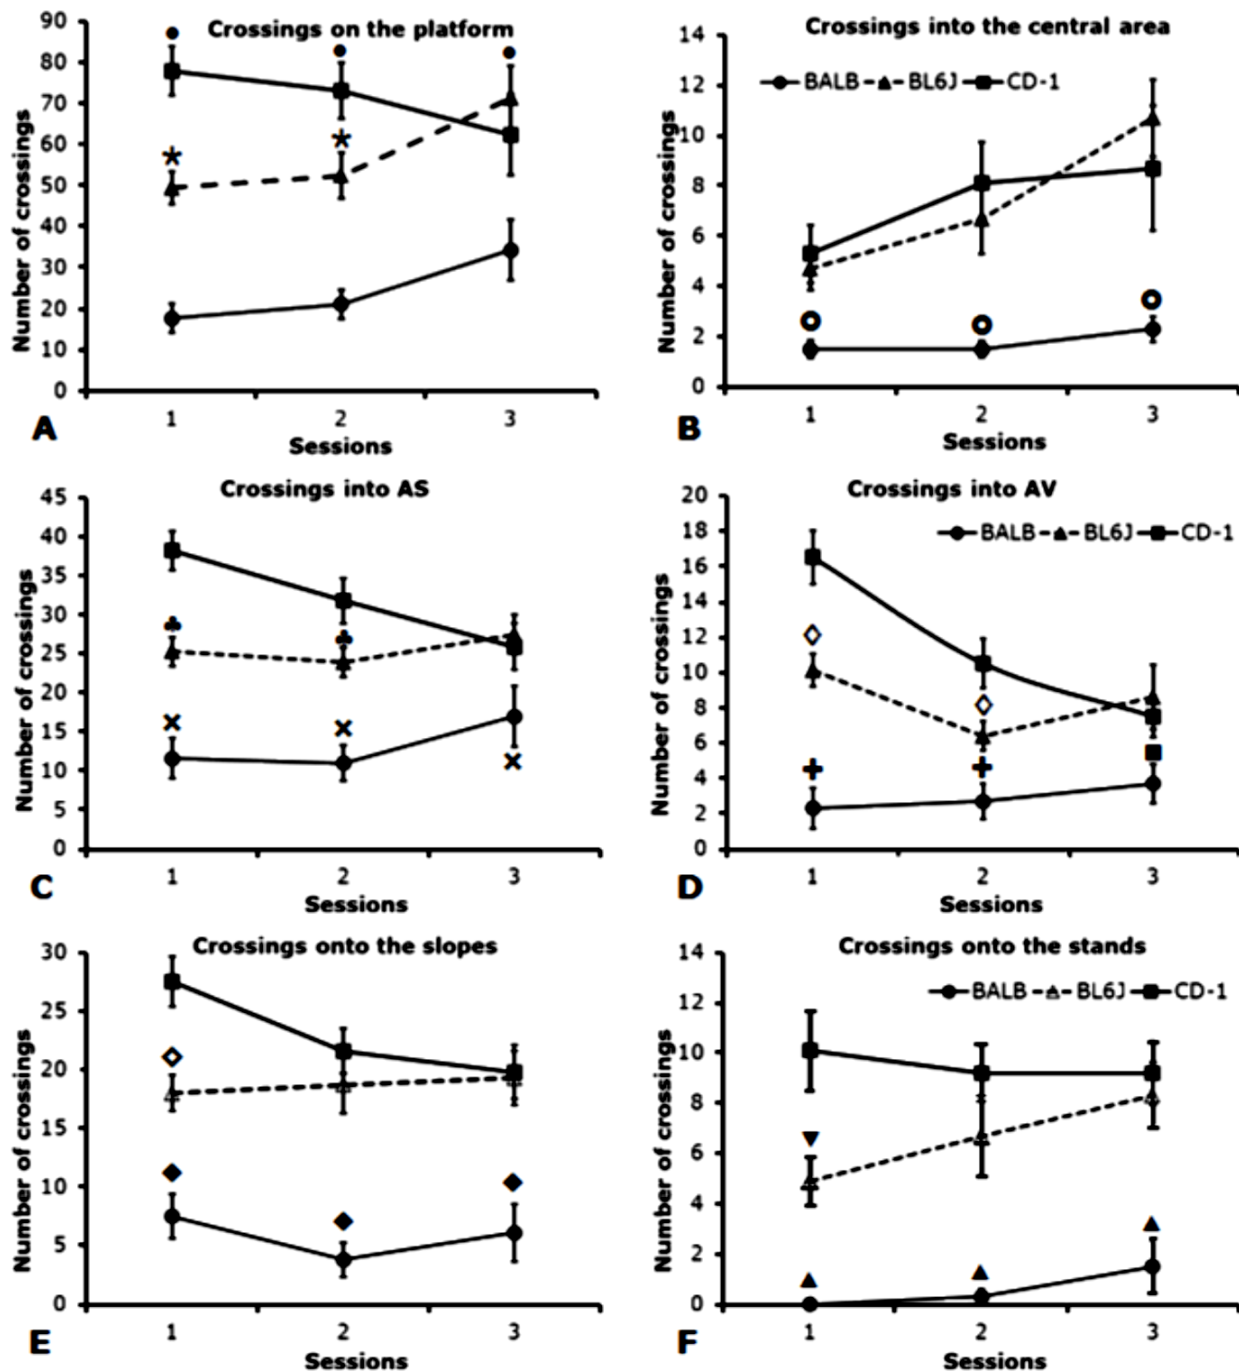 Crossings on the platform
Number of crossings
90
80
70
60
50
40
30
20
10
0
1 2 3
Sessions
A
Crossings into the central area
BALB BL6J CD-1
Number of crossings
14
12
10
8
6
4
2
0
1 2 3
Sessions
B
Crossings into AS
Number of crossings
45
40
35
30
25
20
15
10
5
0
1 2 3
Sessions
C
Crossings into AV
BALB BL6J CD-1
Number of crossings
20
18
16
14
12
10
8
6
4
2
0
1 2 3
Sessions
D
Crossings onto the slopes
Number of crossings
30
25
20
15
10
5
0
1 2 3
Sessions
E
Crossings onto the stands
BALB BL6J CD-1
Number of crossings
14
12
10
8
6
4
2
0
1 2 3
Sessions
F